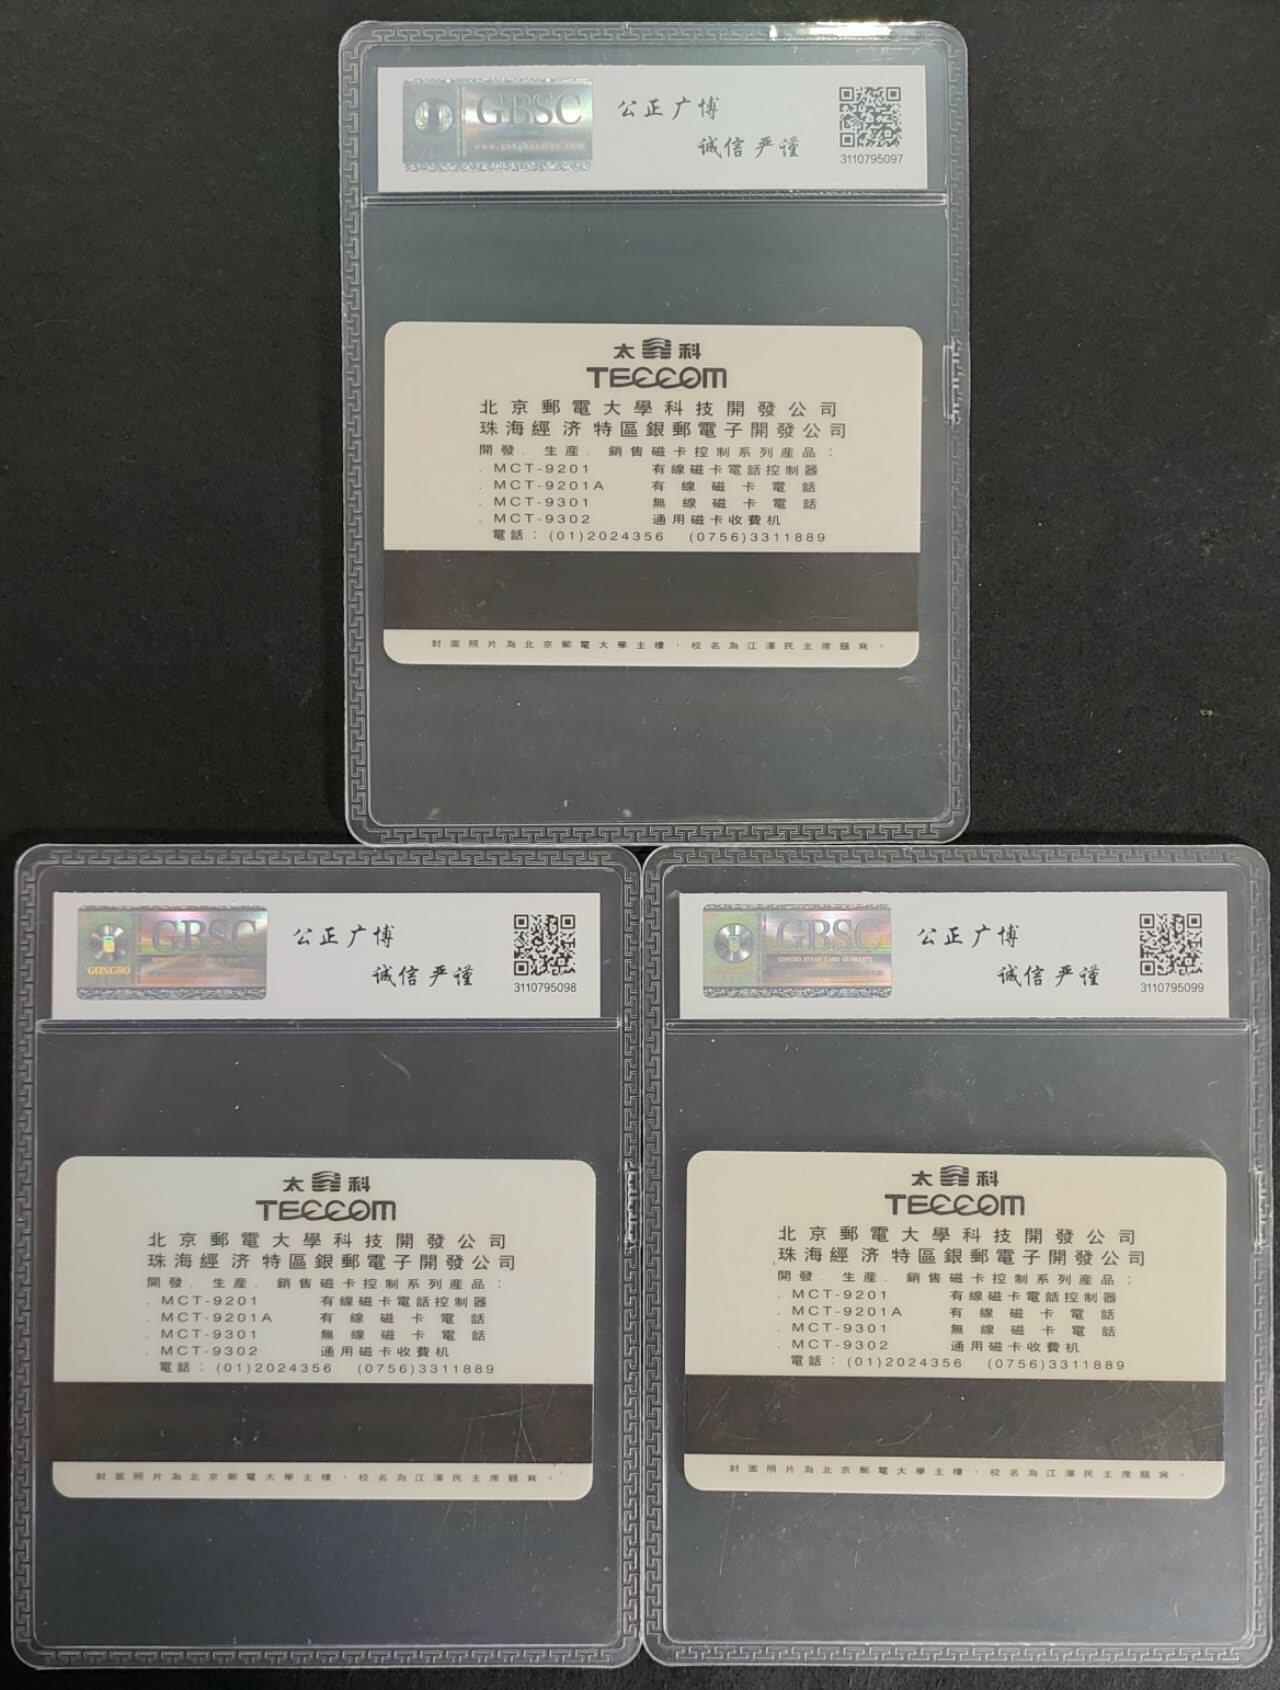 GBSC
www.gongbocoins.com
公正广博
诚信严谨
3110795097
太 科
TECCOM
北京郵電大學科技開發公司
珠海經济特區銀郵電子開發公司
開發．生産．銷售磁卡控制系列産品：
．MCT-9201 有線磁卡電話控制器
．MCT-9201A 有線磁卡電話
．MCT-9301 無線磁卡電話
．MCT-9302 通用磁卡收費机
電話：(01)2024356 (0756)3311889
封面照片為北京郵電大學主樓，校名為江澤民主席題寫。
GBSC
GONGBO
公正广博
诚信严谨
3110795098
太 科
TECCOM
北京郵電大學科技開發公司
珠海經济特區銀郵電子開發公司
開發．生産．銷售磁卡控制系列産品：
．MCT-9201 有線磁卡電話控制器
．MCT-9201A 有線磁卡電話
．MCT-9301 無線磁卡電話
．MCT-9302 通用磁卡收費机
電話：(01)2024356 (0756)3311889
封面照片為北京郵電大學主樓，校名為江澤民主席題寫。
GBSC
GONGBO STAMP CARD GUARANTY
公正广博
诚信严谨
3110795099
太 科
TECCOM
北京郵電大學科技開發公司
珠海經济特區銀郵電子開發公司
開發．生産．銷售磁卡控制系列産品：
．MCT-9201 有線磁卡電話控制器
．MCT-9201A 有線磁卡電話
．MCT-9301 無線磁卡電話
．MCT-9302 通用磁卡收費机
電話：(01)2024356 (0756)3311889
封面照片為北京郵電大學主樓，校名為江澤民主席題寫。